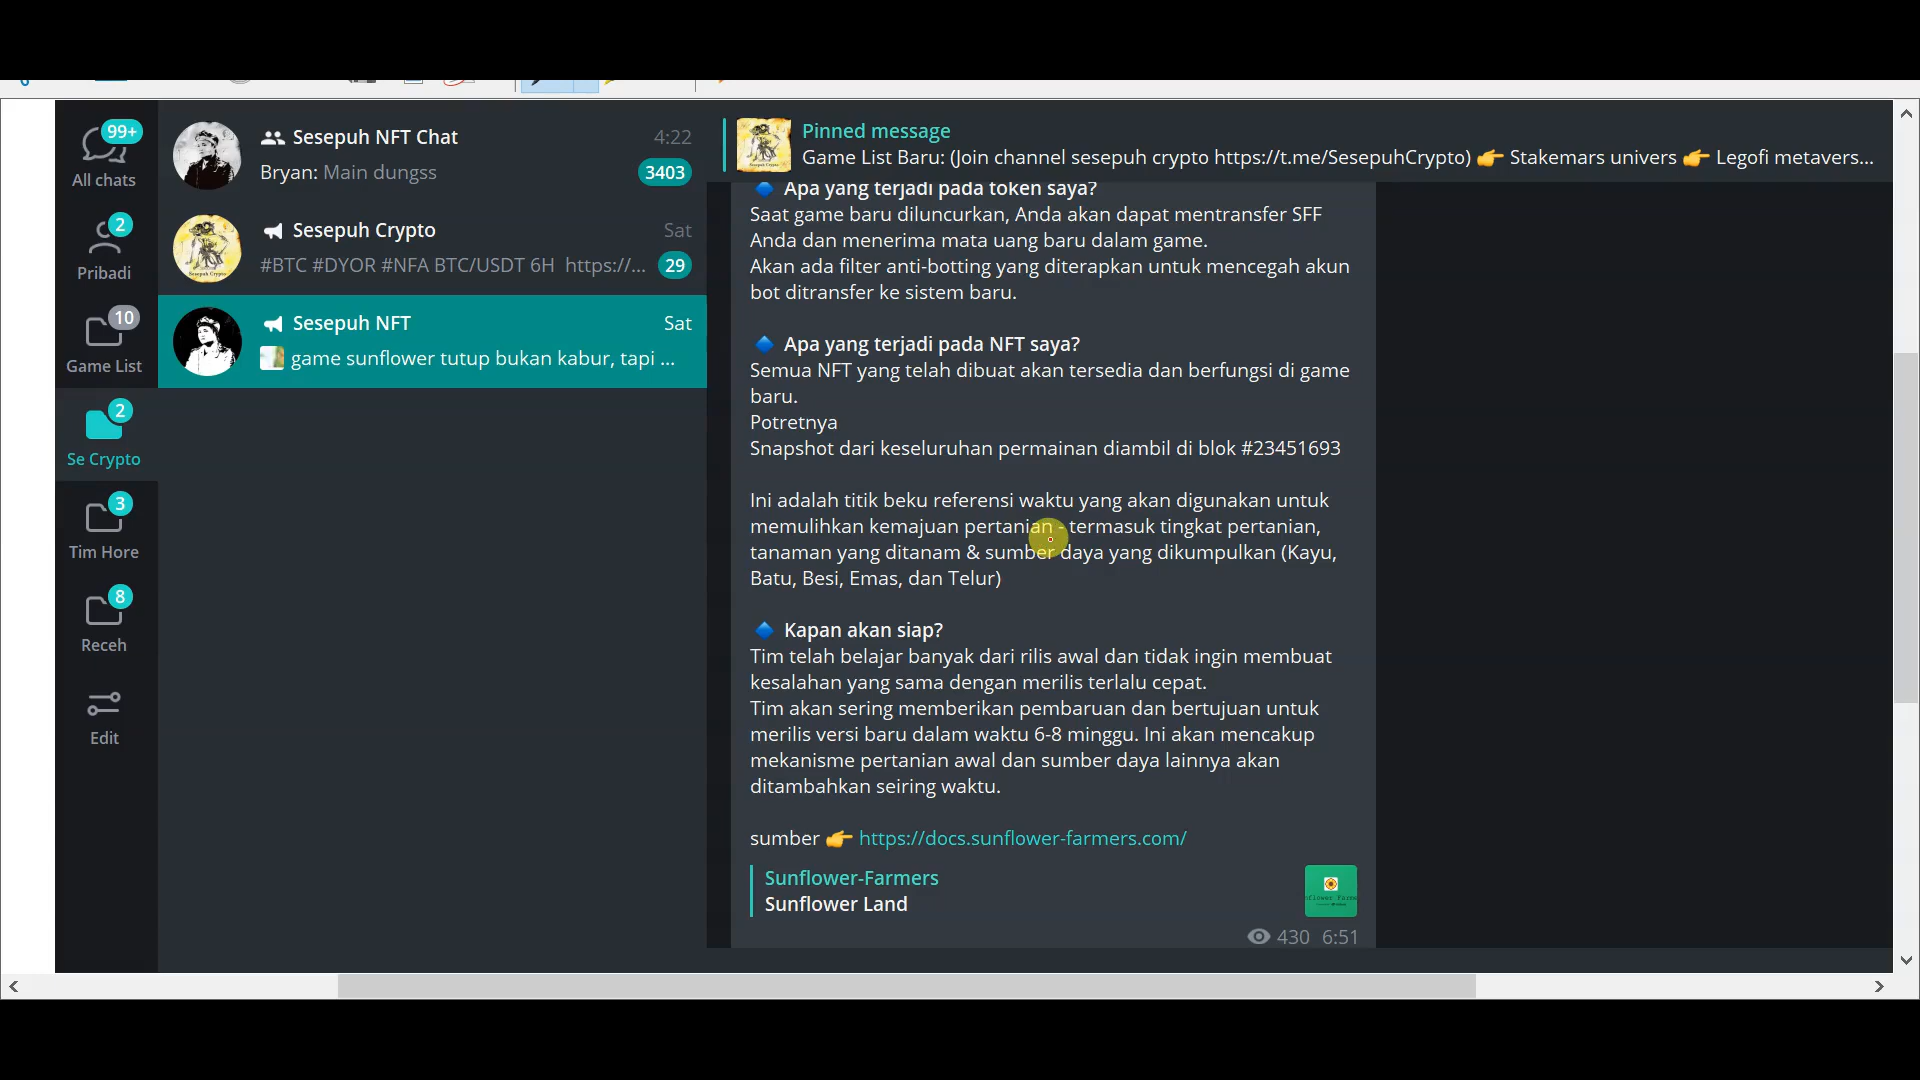 99+
All chats
2
Pribadi
10
Game List
2
Se Crypto
3
Tim Hore
8
Receh
Edit
Sesepuh NFT Chat 4:22
Bryan: Main dungss 3403
Sesepuh Crypto Sat
#BTC #DYOR #NFA BTC/USDT 6H https://... 29
Sesepuh NFT Sat
game sunflower tutup bukan kabur, tapi ...
Pinned message
Game List Baru: (Join channel sesepuh crypto https://t.me/SesepuhCrypto) 👉 Stakemars univers 👉 Legofi metavers...
🔹 Apa yang terjadi pada token saya?
Saat game baru diluncurkan, Anda akan dapat mentransfer SFF
Anda dan menerima mata uang baru dalam game.
Akan ada filter anti-botting yang diterapkan untuk mencegah akun
bot ditransfer ke sistem baru.
🔹 Apa yang terjadi pada NFT saya?
Semua NFT yang telah dibuat akan tersedia dan berfungsi di game
baru.
Potretnya
Snapshot dari keseluruhan permainan diambil di blok #23451693
Ini adalah titik beku referensi waktu yang akan digunakan untuk
memulihkan kemajuan pertanian - termasuk tingkat pertanian,
tanaman yang ditanam & sumber daya yang dikumpulkan (Kayu,
Batu, Besi, Emas, dan Telur)
🔹 Kapan akan siap?
Tim telah belajar banyak dari rilis awal dan tidak ingin membuat
kesalahan yang sama dengan merilis terlalu cepat.
Tim akan sering memberikan pembaruan dan bertujuan untuk
merilis versi baru dalam waktu 6-8 minggu. Ini akan mencakup
mekanisme pertanian awal dan sumber daya lainnya akan
ditambahkan seiring waktu.
sumber 👉 https://docs.sunflower-farmers.com/
Sunflower-Farmers
Sunflower Land
430 6:51